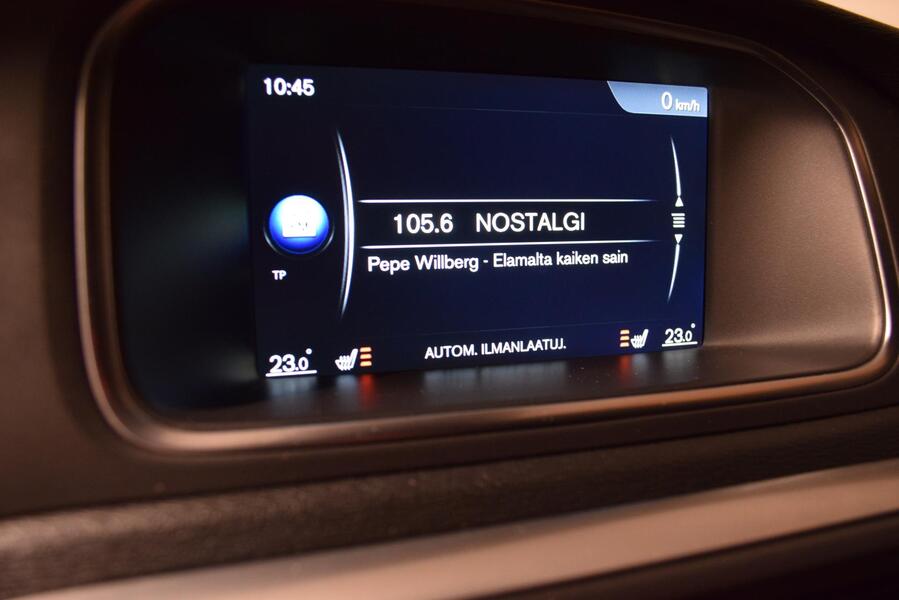 10:45
0 km/h
105.6 NOSTALGI
Pepe Willberg - Elamalta kaiken sain
TP
23.0°
AUTOM. ILMANLAATUJ.
23.0°